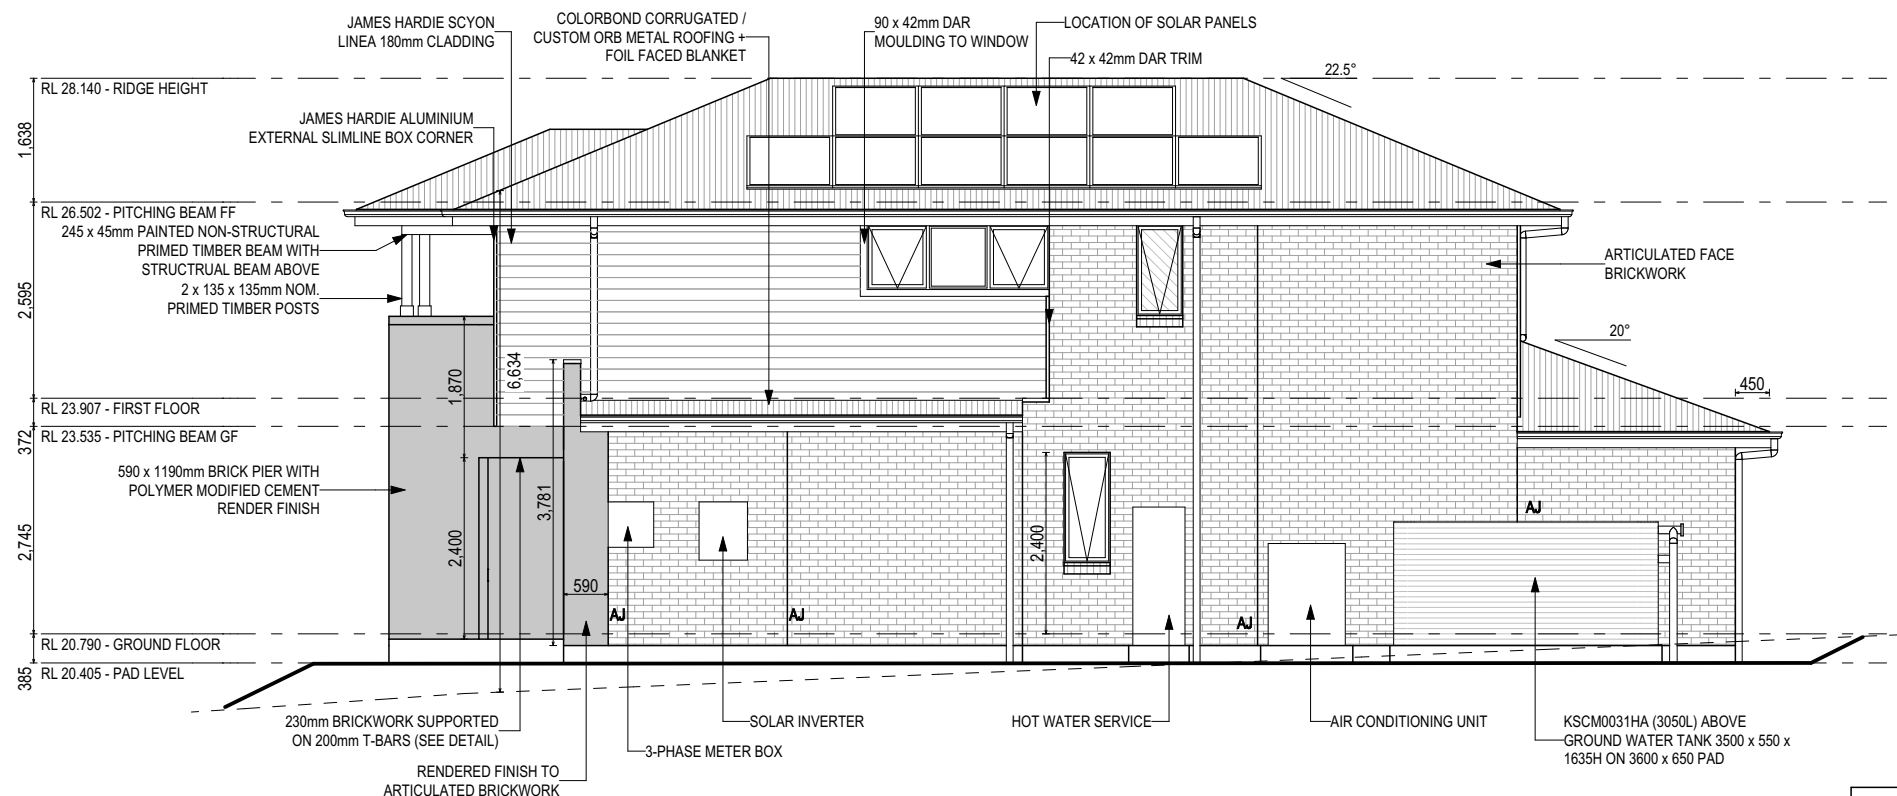 JAMES HARDIE SCYON
LINEA 180mm CLADDING
COLORBOND CORRUGATED /
CUSTOM ORB METAL ROOFING +
FOIL FACED BLANKET
90 x 42mm DAR
MOULDING TO WINDOW
LOCATION OF SOLAR PANELS
42 x 42mm DAR TRIM
22.5°
RL 28.140 - RIDGE HEIGHT
JAMES HARDIE ALUMINIUM
EXTERNAL SLIMLINE BOX CORNER
1,638
RL 26.502 - PITCHING BEAM FF
245 x 45mm PAINTED NON-STRUCTURAL
PRIMED TIMBER BEAM WITH
STRUCTRUAL BEAM ABOVE
2 x 135 x 135mm NOM.
PRIMED TIMBER POSTS
2,595
ARTICULATED FACE
BRICKWORK
20°
450
6,634
1,870
RL 23.907 - FIRST FLOOR
372
RL 23.535 - PITCHING BEAM GF
590 x 1190mm BRICK PIER WITH
POLYMER MODIFIED CEMENT
RENDER FINISH
3,781
2,745
2,400
2,400
590
AJ
AJ
AJ
AJ
RL 20.790 - GROUND FLOOR
385
RL 20.405 - PAD LEVEL
230mm BRICKWORK SUPPORTED
ON 200mm T-BARS (SEE DETAIL)
RENDERED FINISH TO
ARTICULATED BRICKWORK
3-PHASE METER BOX
SOLAR INVERTER
HOT WATER SERVICE
AIR CONDITIONING UNIT
KSCM0031HA (3050L) ABOVE
GROUND WATER TANK 3500 x 550 x
1635H ON 3600 x 650 PAD